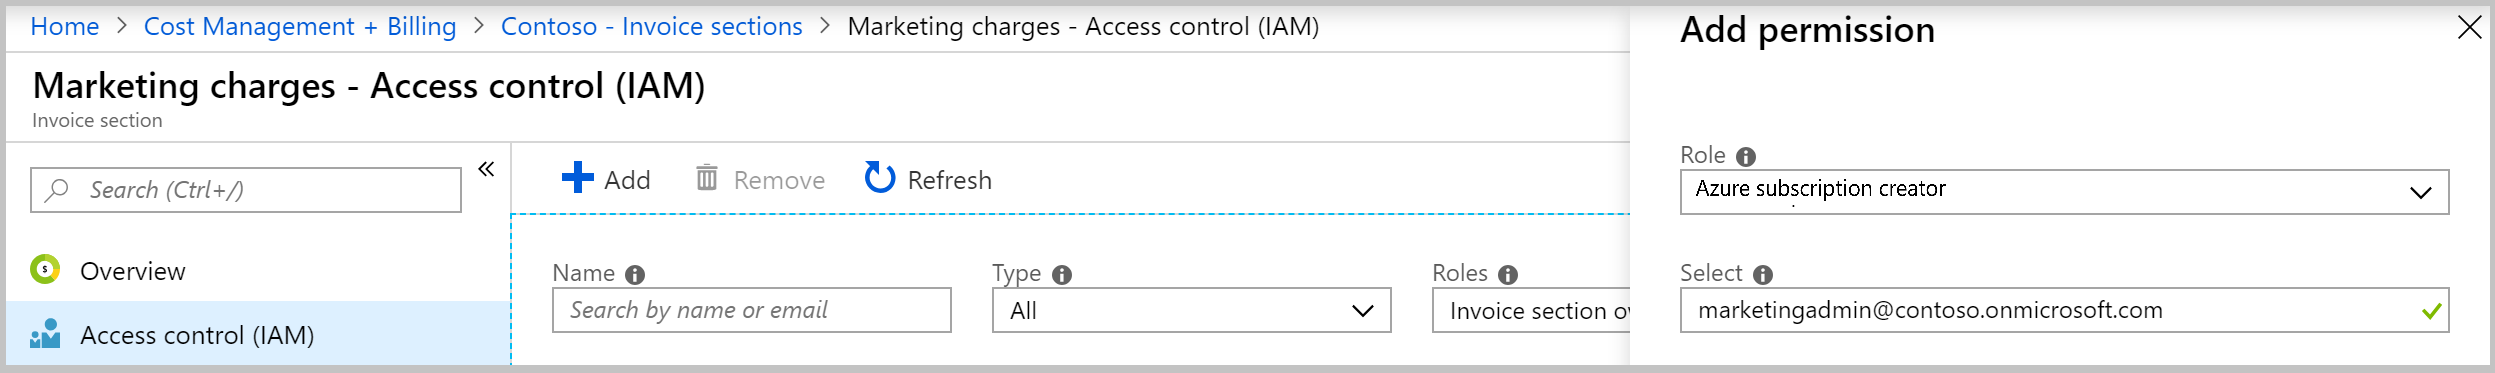 Home > Cost Management + Billing > Contoso - Invoice sections > Marketing charges - Access control (IAM)
Marketing charges - Access control (IAM)
Invoice section
Search (Ctrl+/)
«
Overview
Access control (IAM)
Add Remove Refresh
Name Type Roles
Search by name or email All Invoice section
Add permission
Role
Azure subscription creator
Select
marketingadmin@contoso.onmicrosoft.com